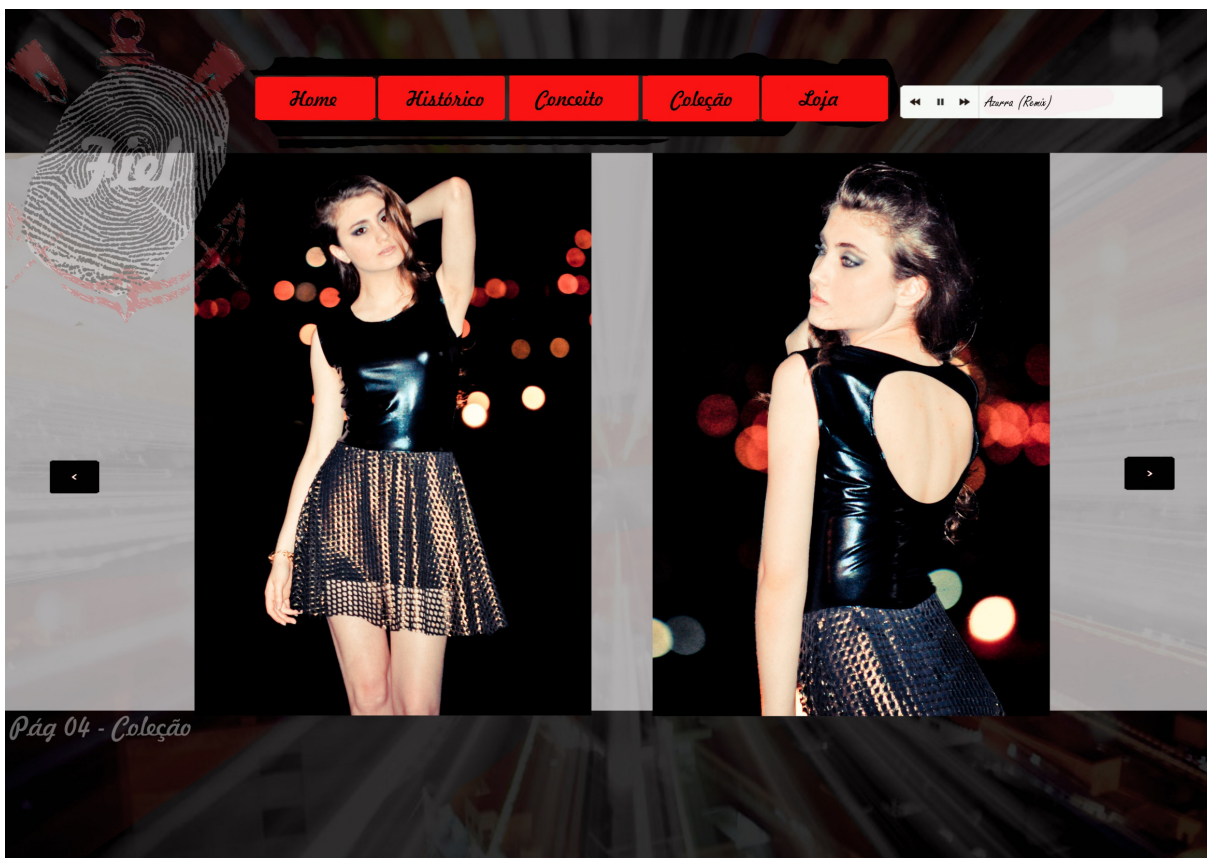 Home Histórico Conceito Coleção Loja
Azurra (Remix)
Fiel
<
>
Pág 04 - Coleção